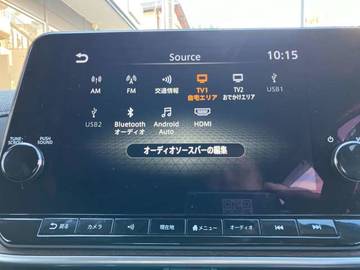 Source 10:15
AM FM 交通情報 TV1 TV2 USB1
自宅エリア おでかけエリア
USB2 Bluetooth Android HDMI
オーディオ Auto
オーディオソースバーの編集
TUNE･ PUSH
SCROLL SOUND
戻る カメラ 現在地 メニュー オーディオ